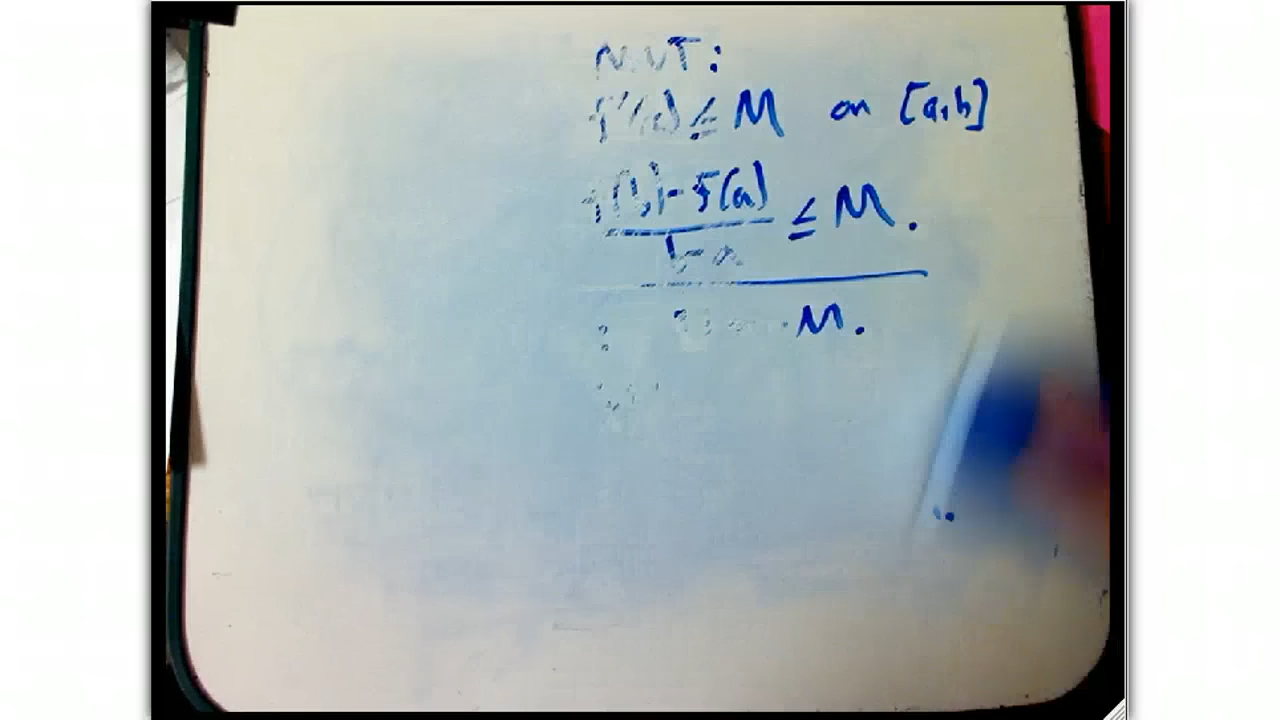 MVT:
f'(x) ≤ M on [a,b]
f(b)-f(a)
≤ M.
b-a
M.